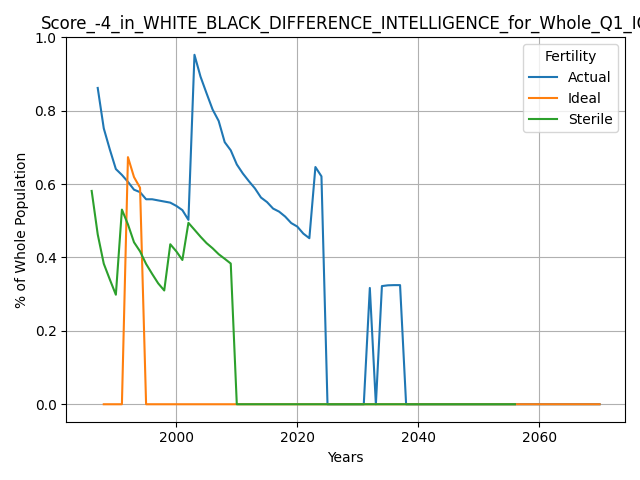 Score_-4_in_WHITE_BLACK_DIFFERENCE_INTELLIGENCE_for_Whole_Q1_I
Fertility
Actual
Ideal
Sterile
% of Whole Population
1.0
0.8
0.6
0.4
0.2
0.0
2000 2020 2040 2060
Years